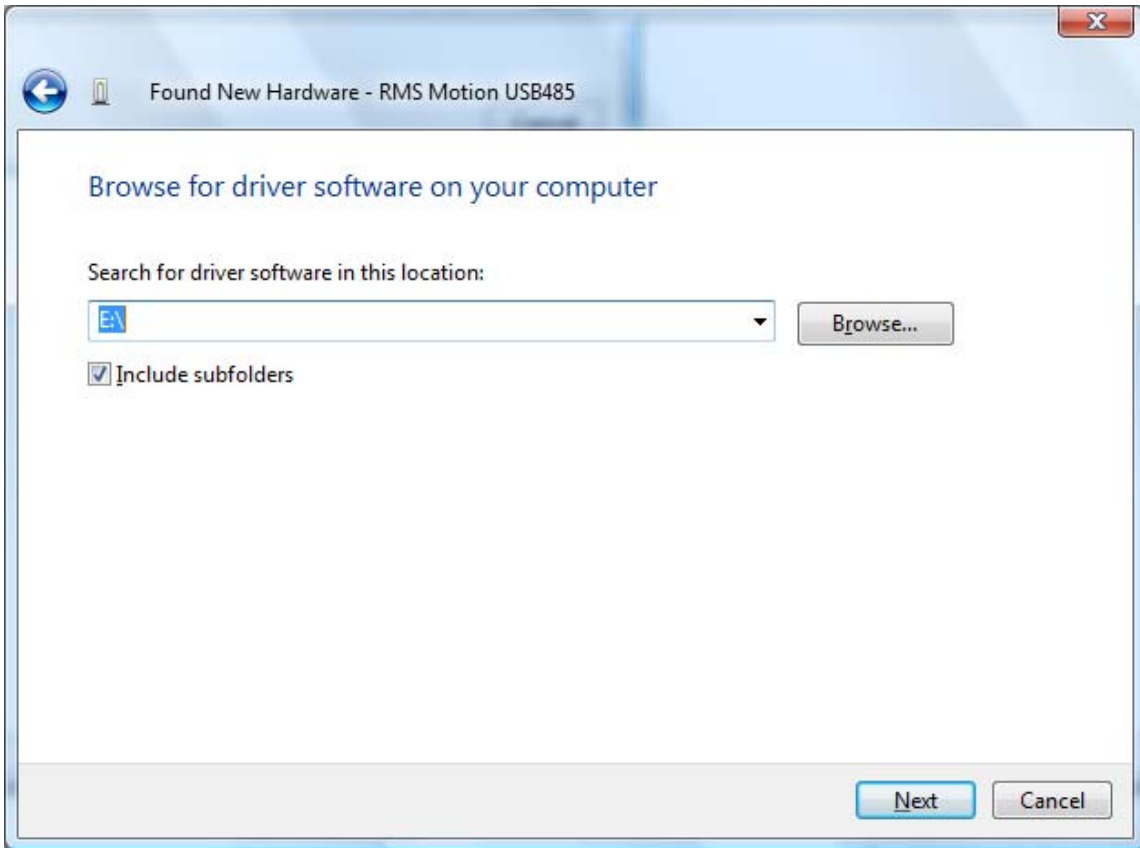 Found New Hardware - RMS Motion USB485
Browse for driver software on your computer
Search for driver software in this location:
E:\
Browse...
Include subfolders
Next
Cancel